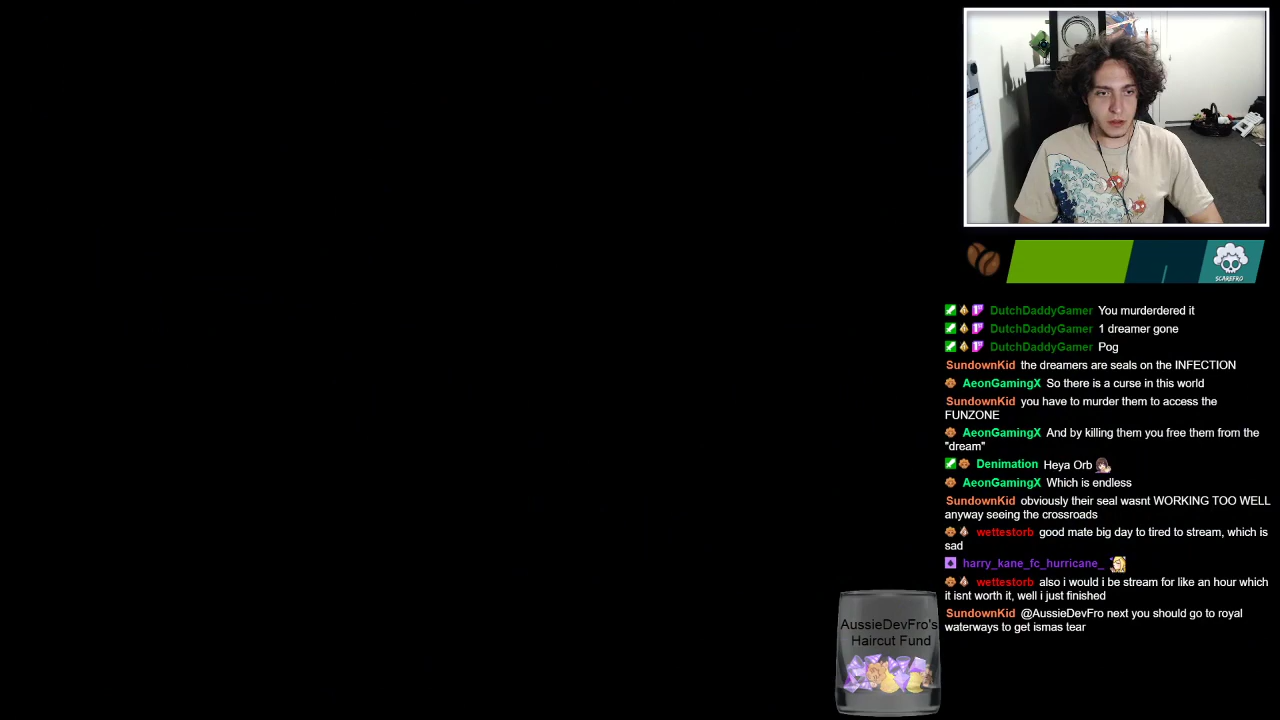 SCAREFRO
DutchDaddyGamer You murderdered it
DutchDaddyGamer 1 dreamer gone
DutchDaddyGamer Pog
SundownKid the dreamers are seals on the INFECTION
AeonGamingX So there is a curse in this world
SundownKid you have to murder them to access the
FUNZONE
AeonGamingX And by killing them you free them from the
"dream"
Denimation Heya Orb
AeonGamingX Which is endless
SundownKid obviously their seal wasnt WORKING TOO WELL
anyway seeing the crossroads
wettestorb good mate big day to tired to stream, which is
sad
harry_kane_fc_hurricane_
wettestorb also i would i be stream for like an hour which
it isnt worth it, well i just finished
SundownKid @AussieDevFro next you should go to royal
waterways to get ismas tear
AussieDevFro's
Haircut Fund